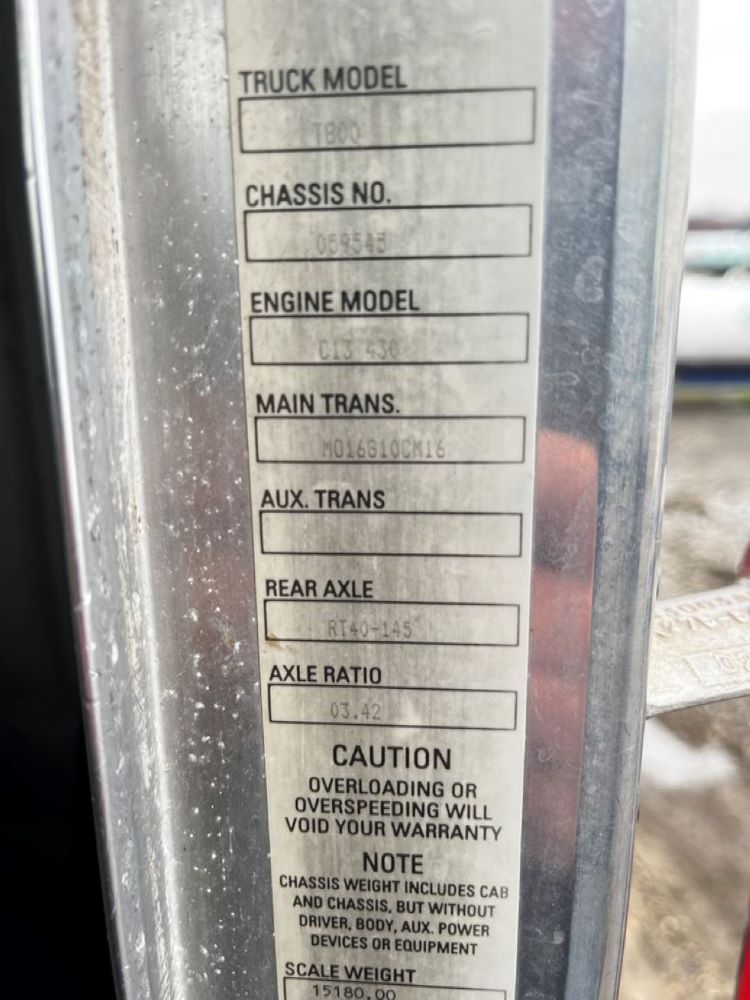 TRUCK MODEL
T800
CHASSIS NO.
059545
ENGINE MODEL
C13 430
MAIN TRANS.
MO16G10CM16
AUX. TRANS
REAR AXLE
RT40-145
AXLE RATIO
03.42
CAUTION
OVERLOADING OR
OVERSPEEDING WILL
VOID YOUR WARRANTY
NOTE
CHASSIS WEIGHT INCLUDES CAB
AND CHASSIS, BUT WITHOUT
DRIVER, BODY, AUX. POWER
DEVICES OR EQUIPMENT
SCALE WEIGHT
15180.00